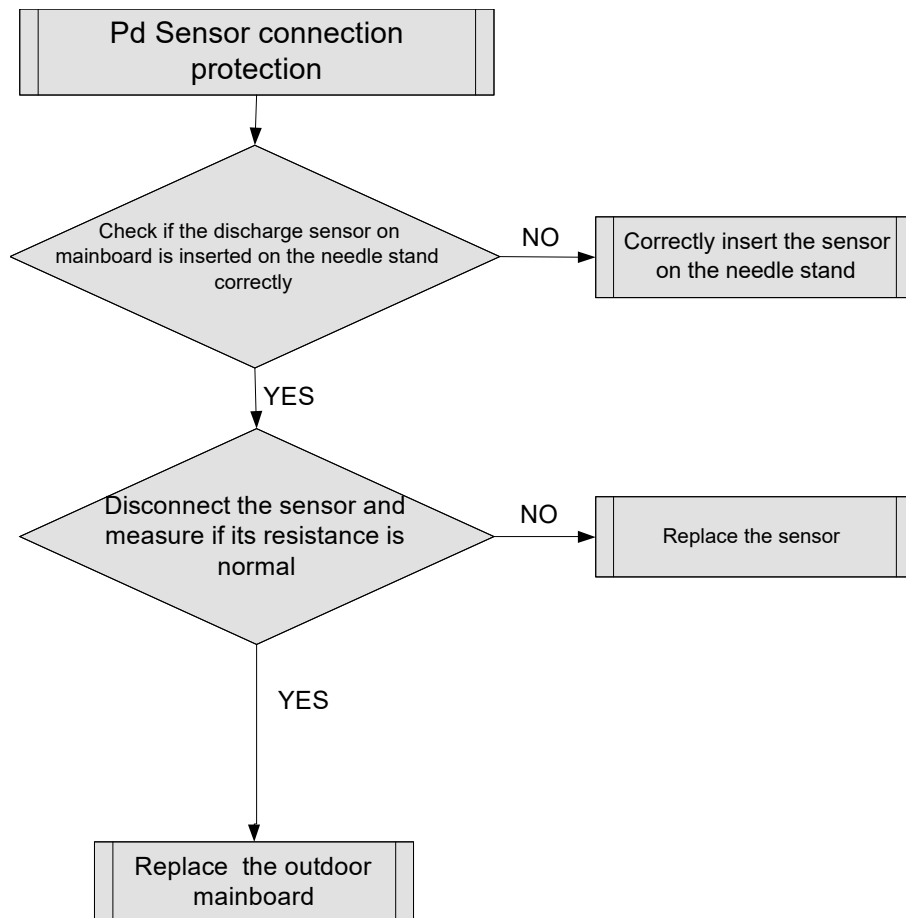 Pd Sensor connection
protection
Check if the discharge sensor on
mainboard is inserted on the needle stand
correctly
NO
Correctly insert the sensor
on the needle stand
YES
Disconnect the sensor and
measure if its resistance is
normal
NO
Replace the sensor
YES
Replace the outdoor
mainboard